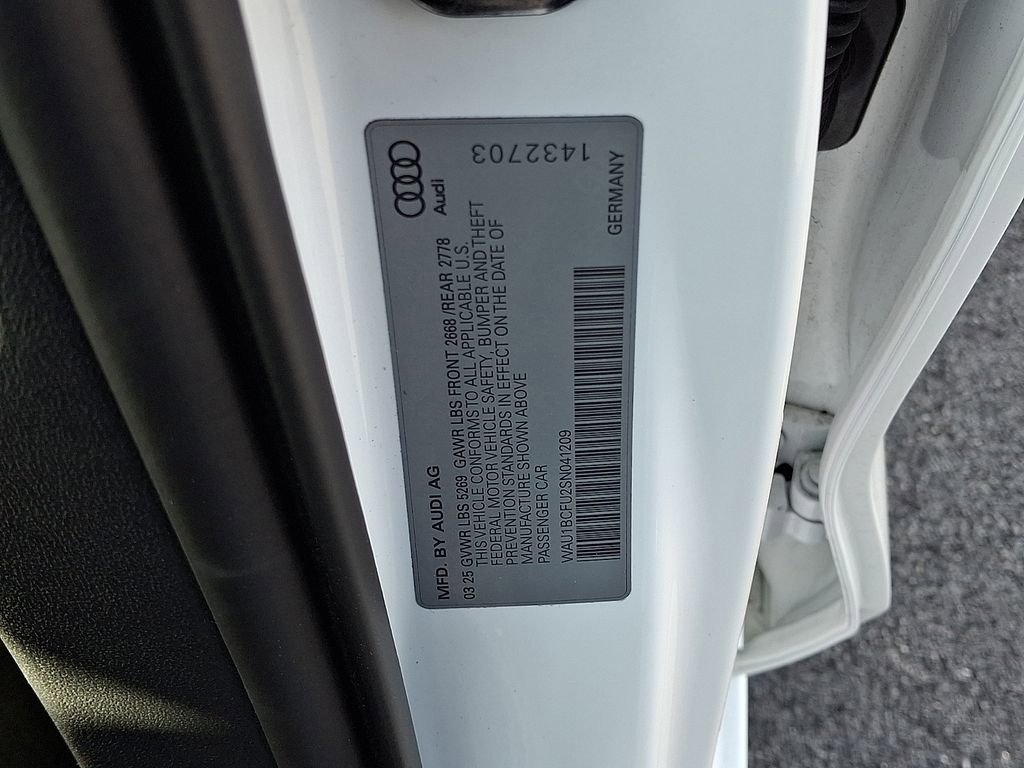 MFD. BY AUDI AG
Audi
03 25 GVWR LBS 5269 GAWR LBS FRONT 2668 /REAR 2778
THIS VEHICLE CONFORMS TO ALL APPLICABLE U.S.
FEDERAL MOTOR VEHICLE SAFETY, BUMPER AND THEFT
PREVENTION STANDARDS IN EFFECT ON THE DATE OF
MANUFACTURE SHOWN ABOVE
PASSENGER CAR
WAU1BCFU2SN041209
GERMANY
1432703